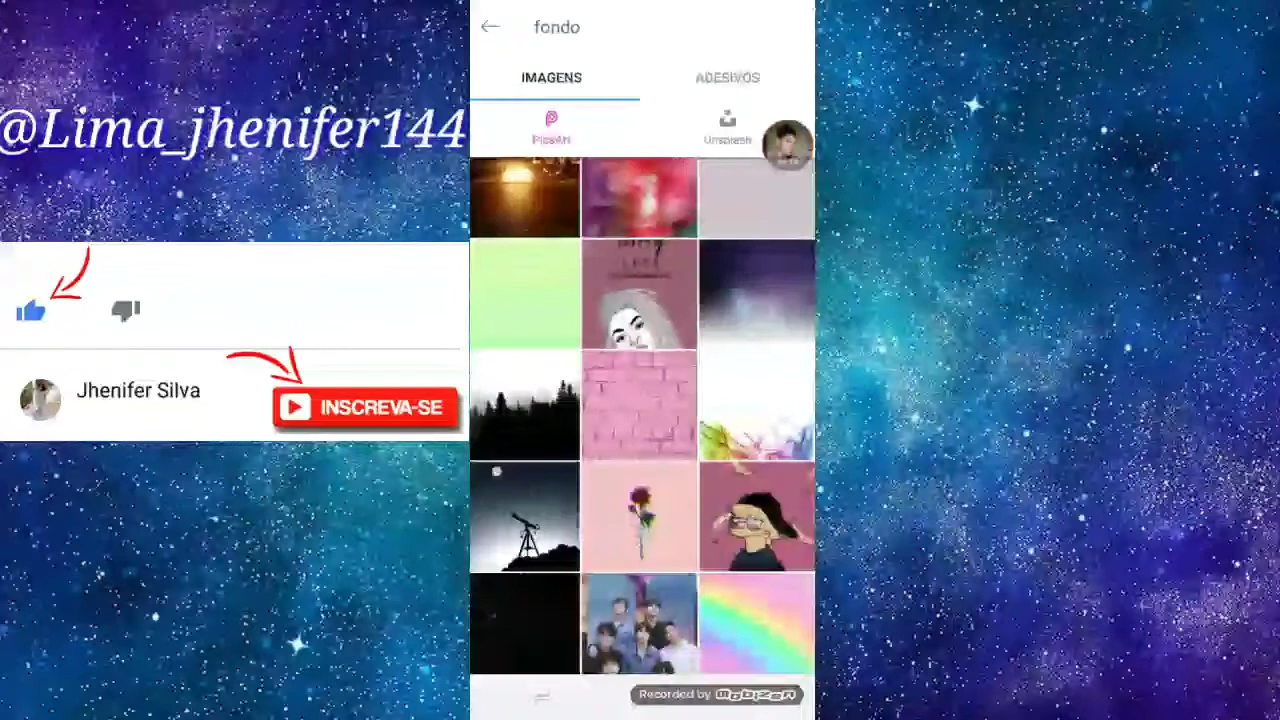 @Lima_jhenifer144
Jhenifer Silva
INSCREVA-SE
fondo
IMAGENS
ADESIVOS
PicsArt
Unsplash
Recorded by mobizen